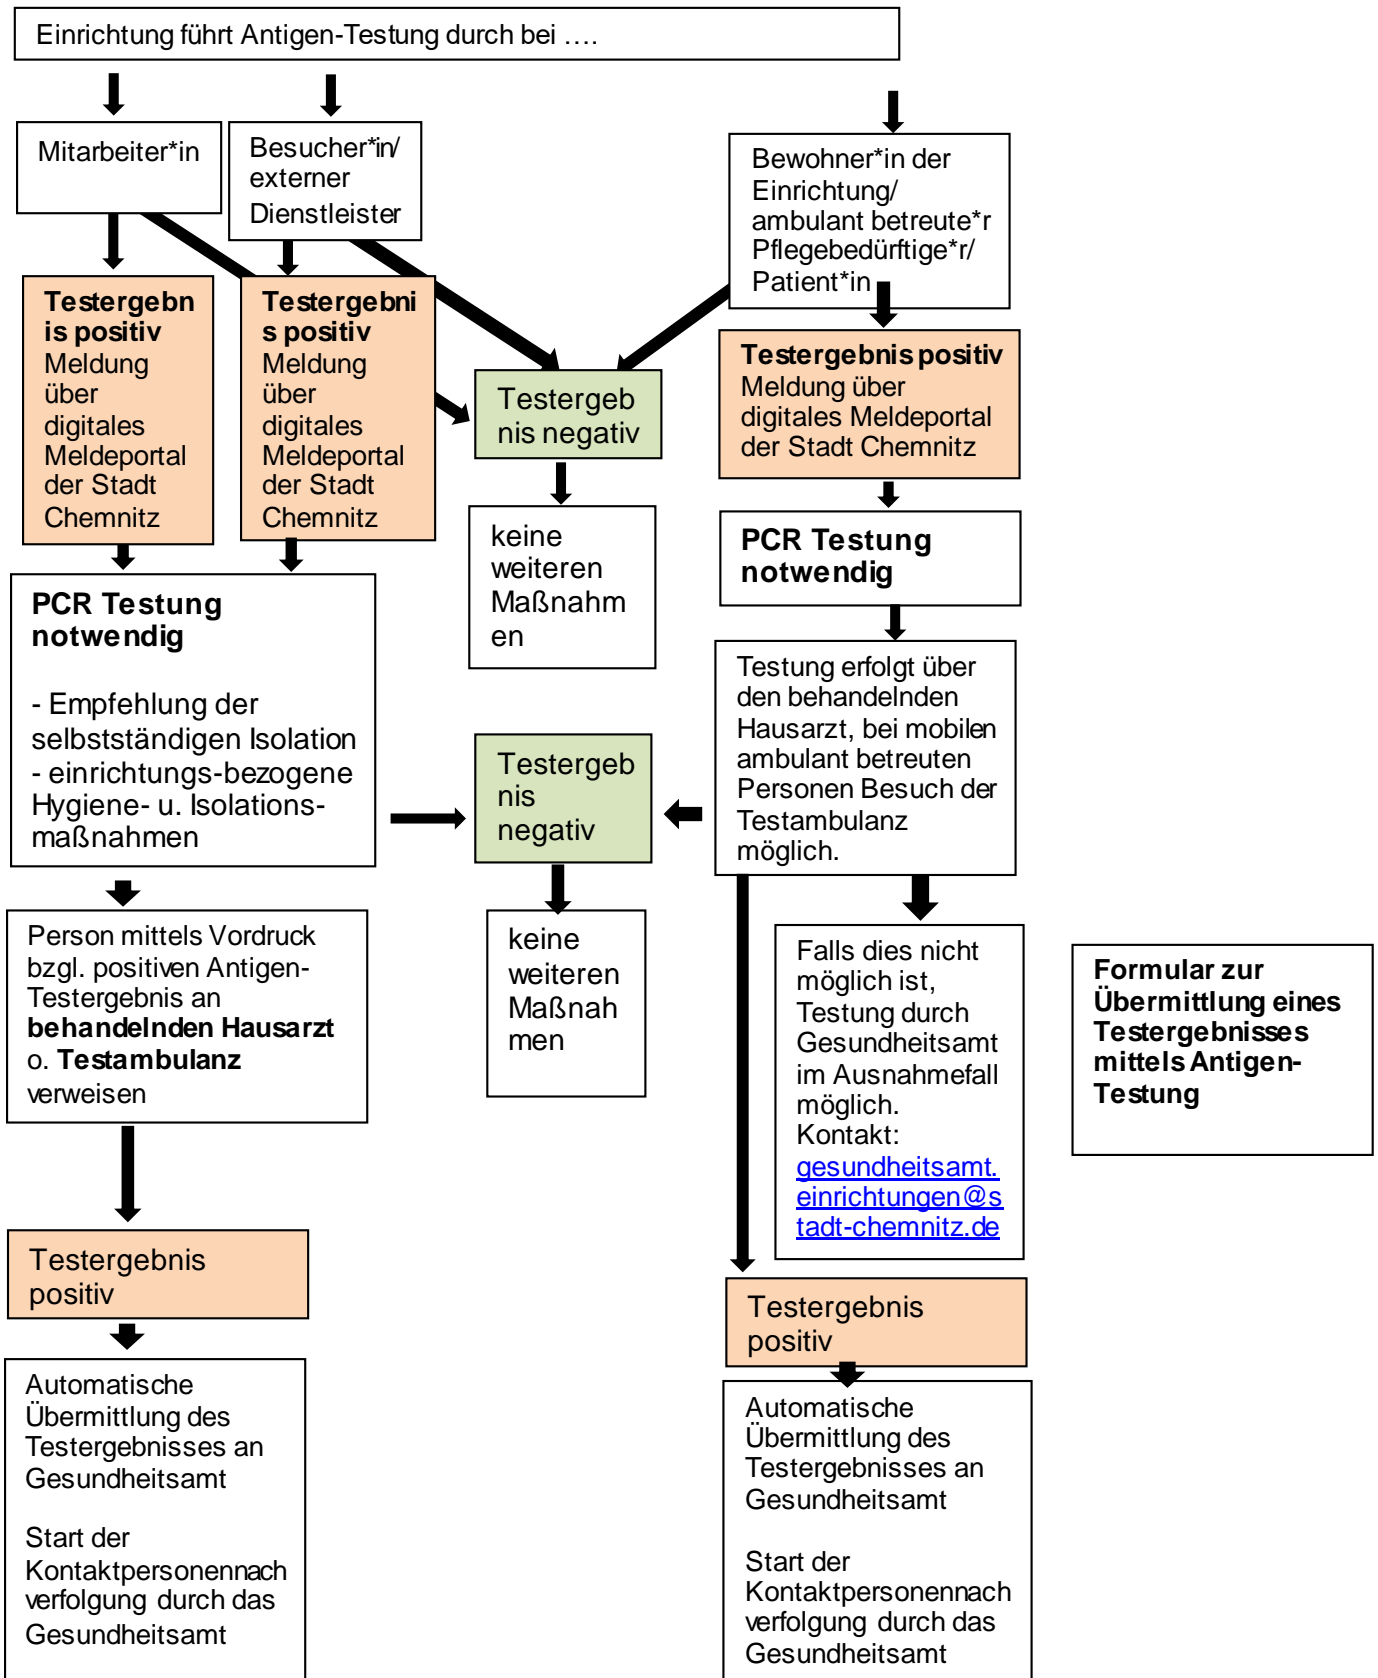 Einrichtung führt Antigen-Testung durch bei ….
Mitarbeiter*in
Besucher*in/
externer
Dienstleister
Bewohner*in der
Einrichtung/
ambulant betreute*r
Pflegebedürftige*r/
Patient*in
Testergebn
is positiv
Meldung
über
digitales
Meldeportal
der Stadt
Chemnitz
Testergebni
s positiv
Meldung
über
digitales
Meldeportal
der Stadt
Chemnitz
Testergeb
nis negativ
Testergebnis positiv
Meldung über
digitales Meldeportal
der Stadt Chemnitz
keine
weiteren
Maßnahm
en
PCR Testung
notwendig
PCR Testung
notwendig
- Empfehlung der
selbstständigen Isolation
- einrichtungs-bezogene
Hygiene- u. Isolations-
maßnahmen
Testergeb
nis
negativ
Testung erfolgt über
den behandelnden
Hausarzt, bei mobilen
ambulant betreuten
Personen Besuch der
Testambulanz
möglich.
Person mittels Vordruck
bzgl. positiven Antigen-
Testergebnis an
behandelnden Hausarzt
o. Testambulanz
verweisen
keine
weiteren
Maßnah
men
Falls dies nicht
möglich ist,
Testung durch
Gesundheitsamt
im Ausnahmefall
möglich.
Kontakt:
gesundheitsamt.
einrichtungen@s
tadt-chemnitz.de
Formular zur
Übermittlung eines
Testergebnisses
mittels Antigen-
Testung
Testergebnis
positiv
Testergebnis
positiv
Automatische
Übermittlung des
Testergebnisses an
Gesundheitsamt
Start der
Kontaktpersonennach
verfolgung durch das
Gesundheitsamt
Automatische
Übermittlung des
Testergebnisses an
Gesundheitsamt
Start der
Kontaktpersonennach
verfolgung durch das
Gesundheitsamt